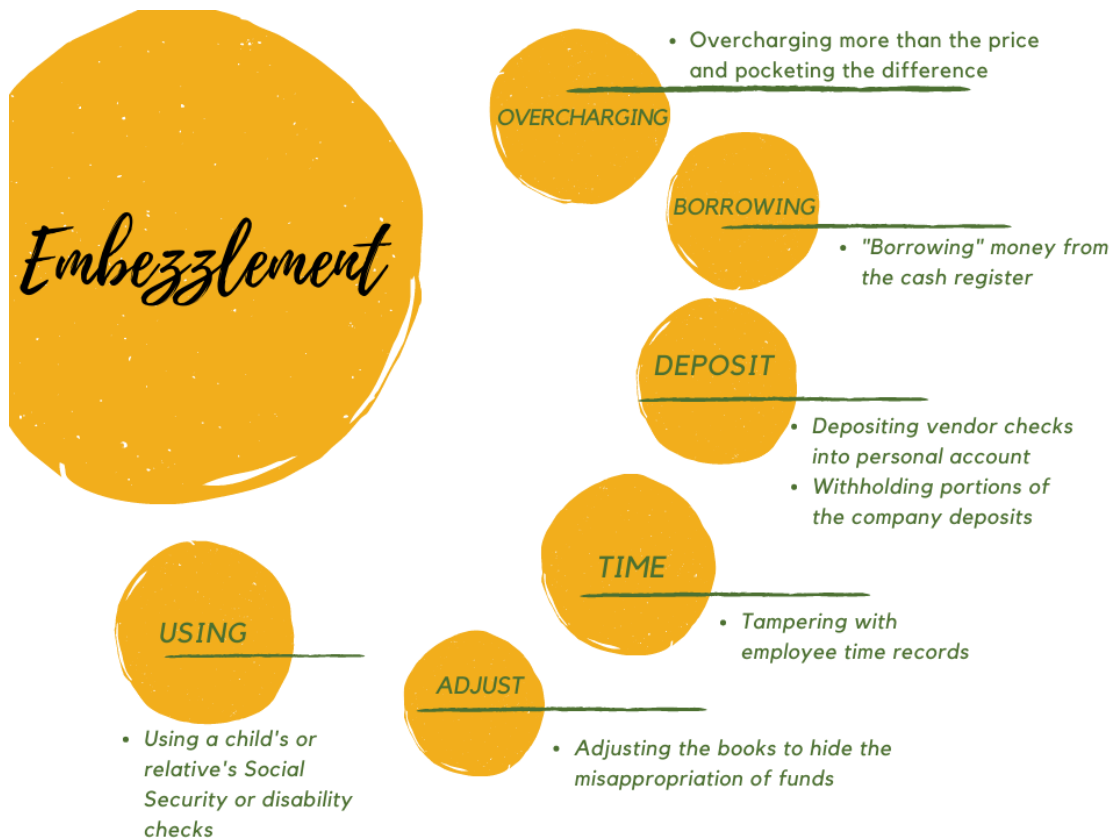 Embezzlement
OVERCHARGING
• Overcharging more than the price
and pocketing the difference
BORROWING
• "Borrowing" money from
the cash register
DEPOSIT
• Depositing vendor checks
into personal account
• Withholding portions of
the company deposits
TIME
• Tampering with
employee time records
ADJUST
• Adjusting the books to hide the
misappropriation of funds
USING
• Using a child's or
relative's Social
Security or disability
checks